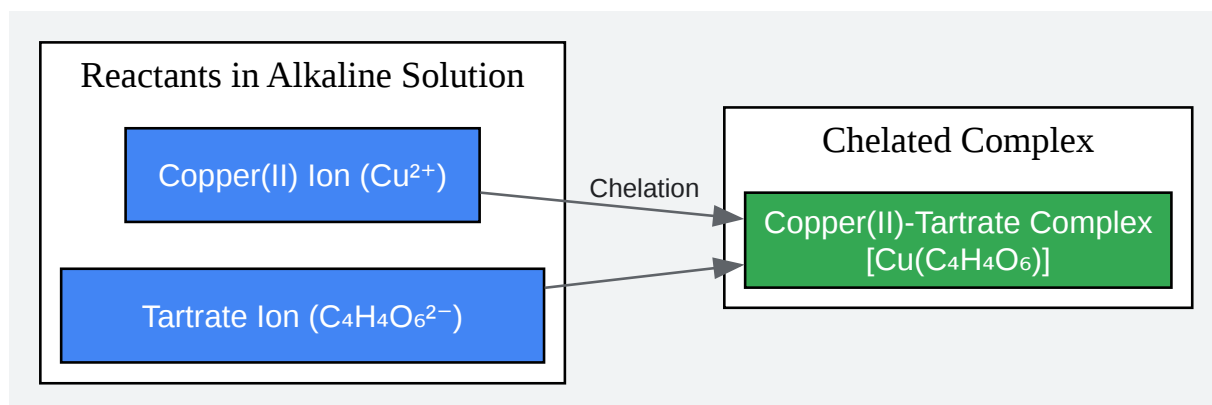 Reactants in Alkaline Solution
Copper(II) Ion (Cu²⁺)
Tartrate Ion (C₄H₄O₆²⁻)
Chelation
Chelated Complex
Copper(II)-Tartrate Complex
[Cu(C₄H₄O₆)]